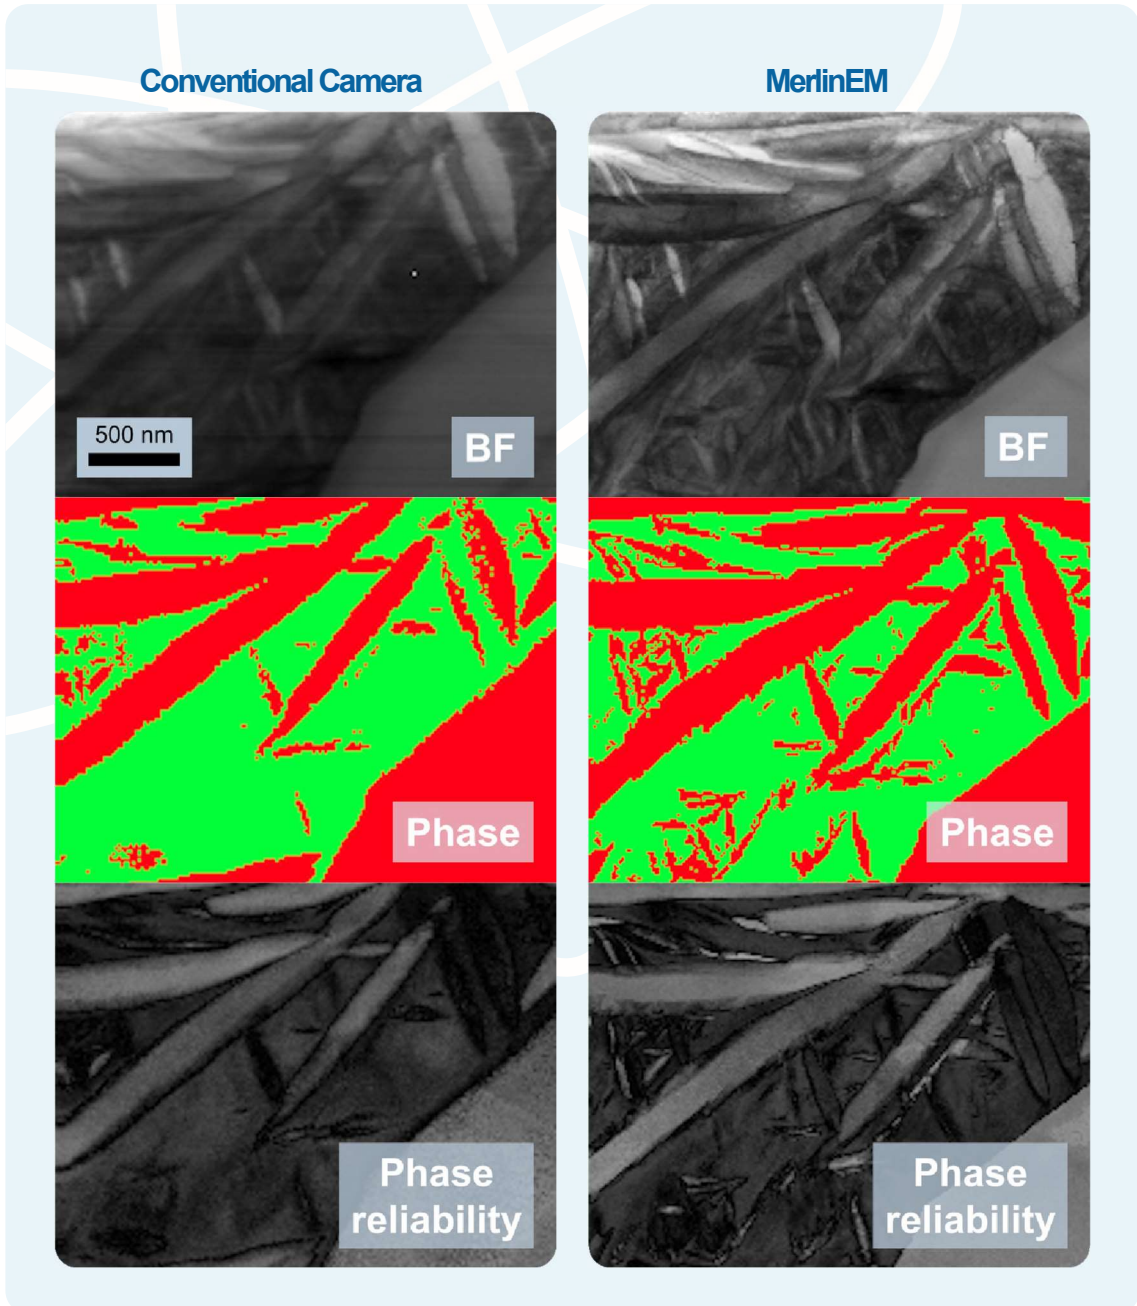 Conventional Camera
MerlinEM
500 nm
BF
BF
Phase
Phase
Phase
reliability
Phase
reliability